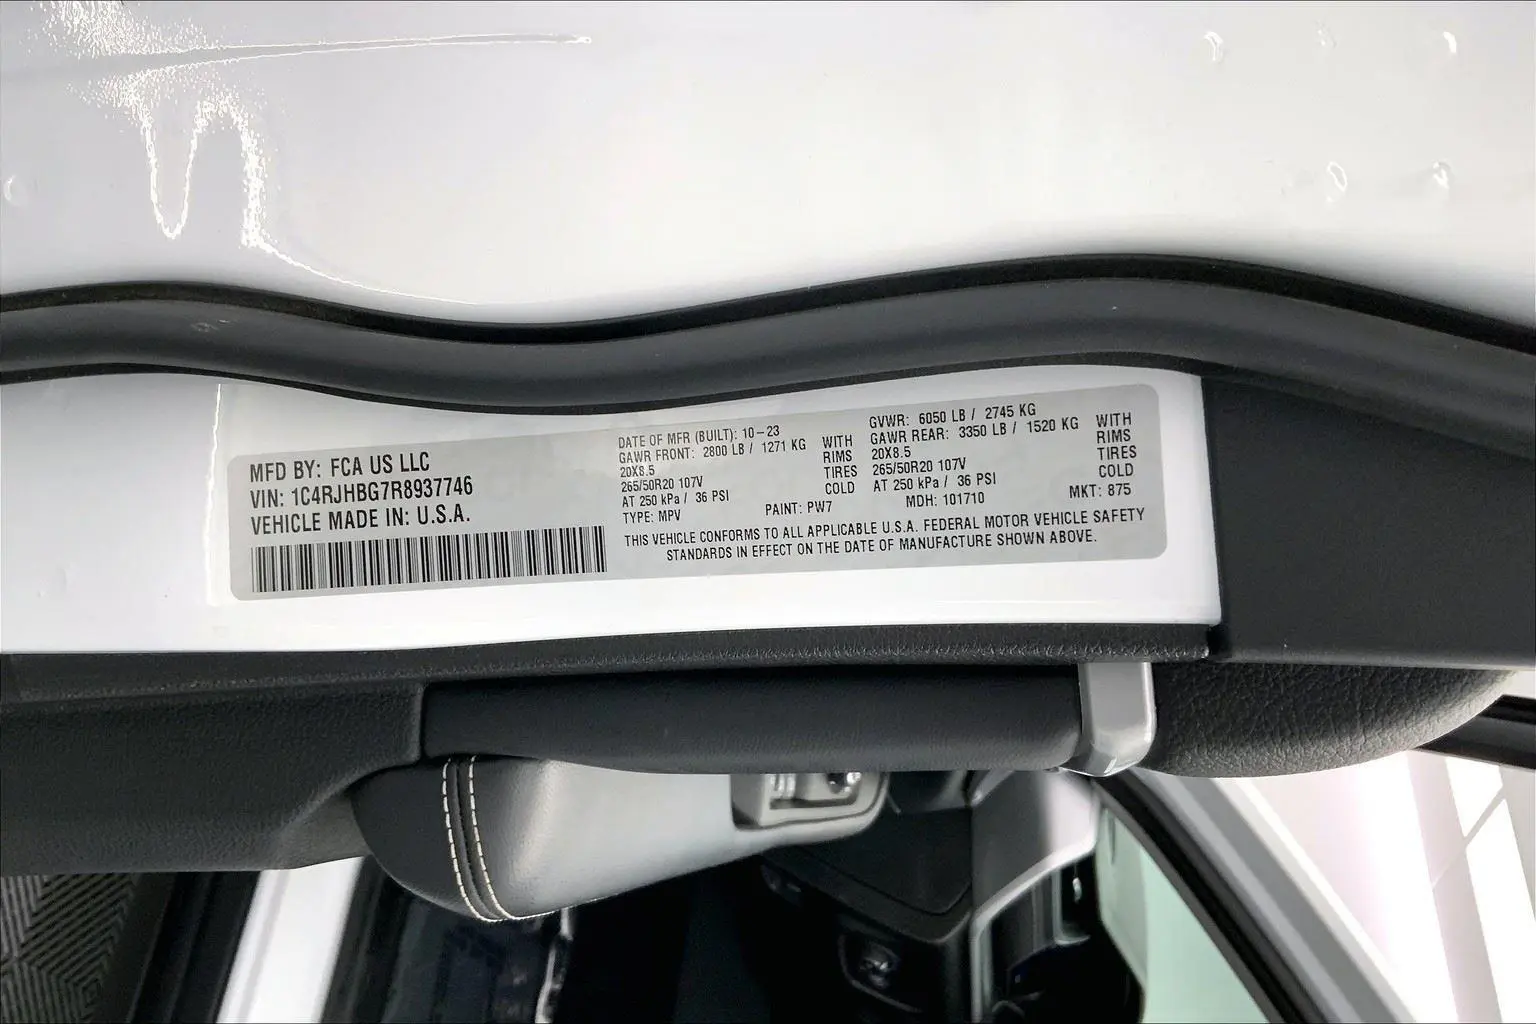 MFD BY: FCA US LLC
VIN: 1C4RJHBG7R8937746
VEHICLE MADE IN: U.S.A.
DATE OF MFR (BUILT): 10-23
GAWR FRONT: 2800 LB / 1271 KG WITH
20X8.5 RIMS
265/50R20 107V TIRES
AT 250 kPa / 36 PSI COLD
TYPE: MPV PAINT: PW7
GVWR: 6050 LB / 2745 KG
GAWR REAR: 3350 LB / 1520 KG WITH
20X8.5 RIMS
265/50R20 107V TIRES
AT 250 kPa / 36 PSI COLD
MDH: 101710 MKT: 875
THIS VEHICLE CONFORMS TO ALL APPLICABLE U.S.A. FEDERAL MOTOR VEHICLE SAFETY
STANDARDS IN EFFECT ON THE DATE OF MANUFACTURE SHOWN ABOVE.